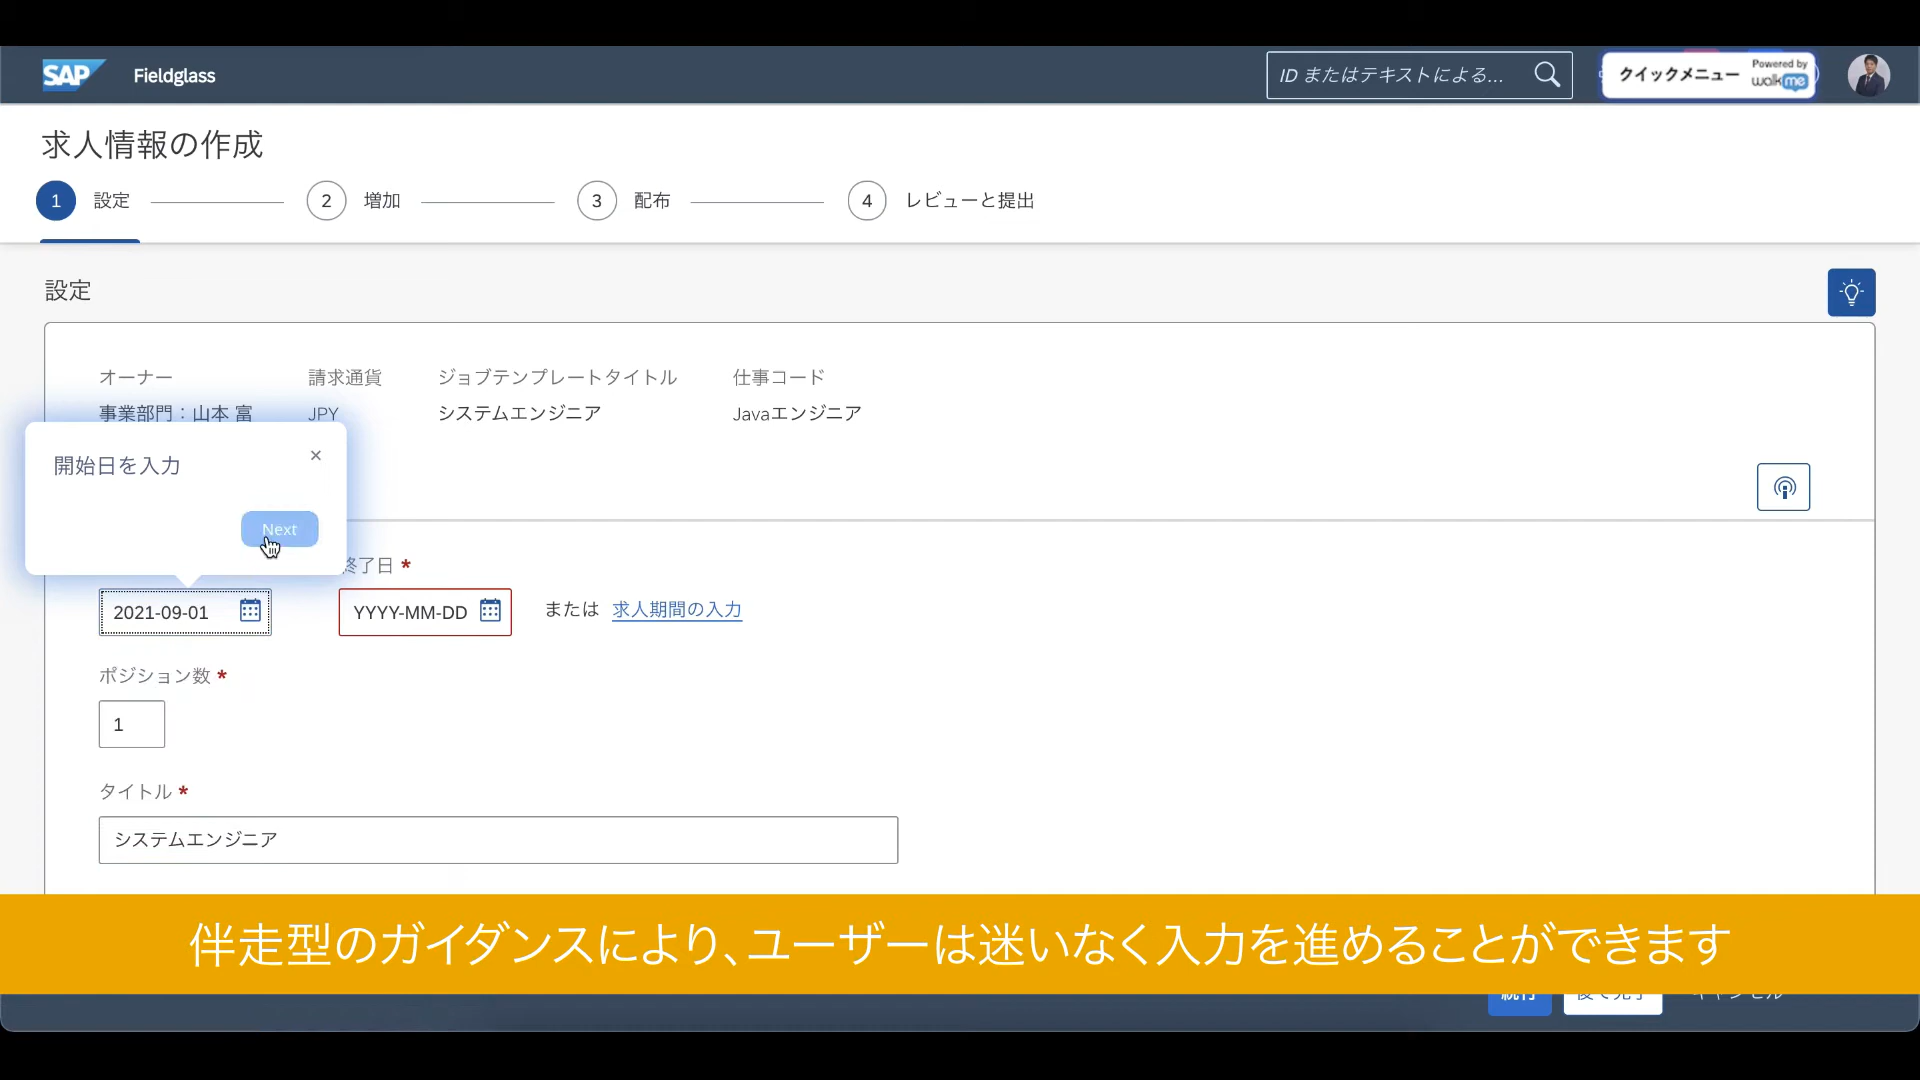 SAP Fieldglass
ID またはテキストによる...
クイックメニュー
Powered by
walkme
求人情報の作成
1 設定
2 増加
3 配布
4 レビューと提出
設定
オーナー 請求通貨 ジョブテンプレートタイトル 仕事コード
事業部門：山本 富 JPY システムエンジニア Javaエンジニア
開始日を入力
×
Next
終了日 *
2021-09-01 YYYY-MM-DD または 求人期間の入力
ポジション数 *
1
タイトル *
システムエンジニア
伴走型のガイダンスにより、ユーザーは迷いなく入力を進めることができます